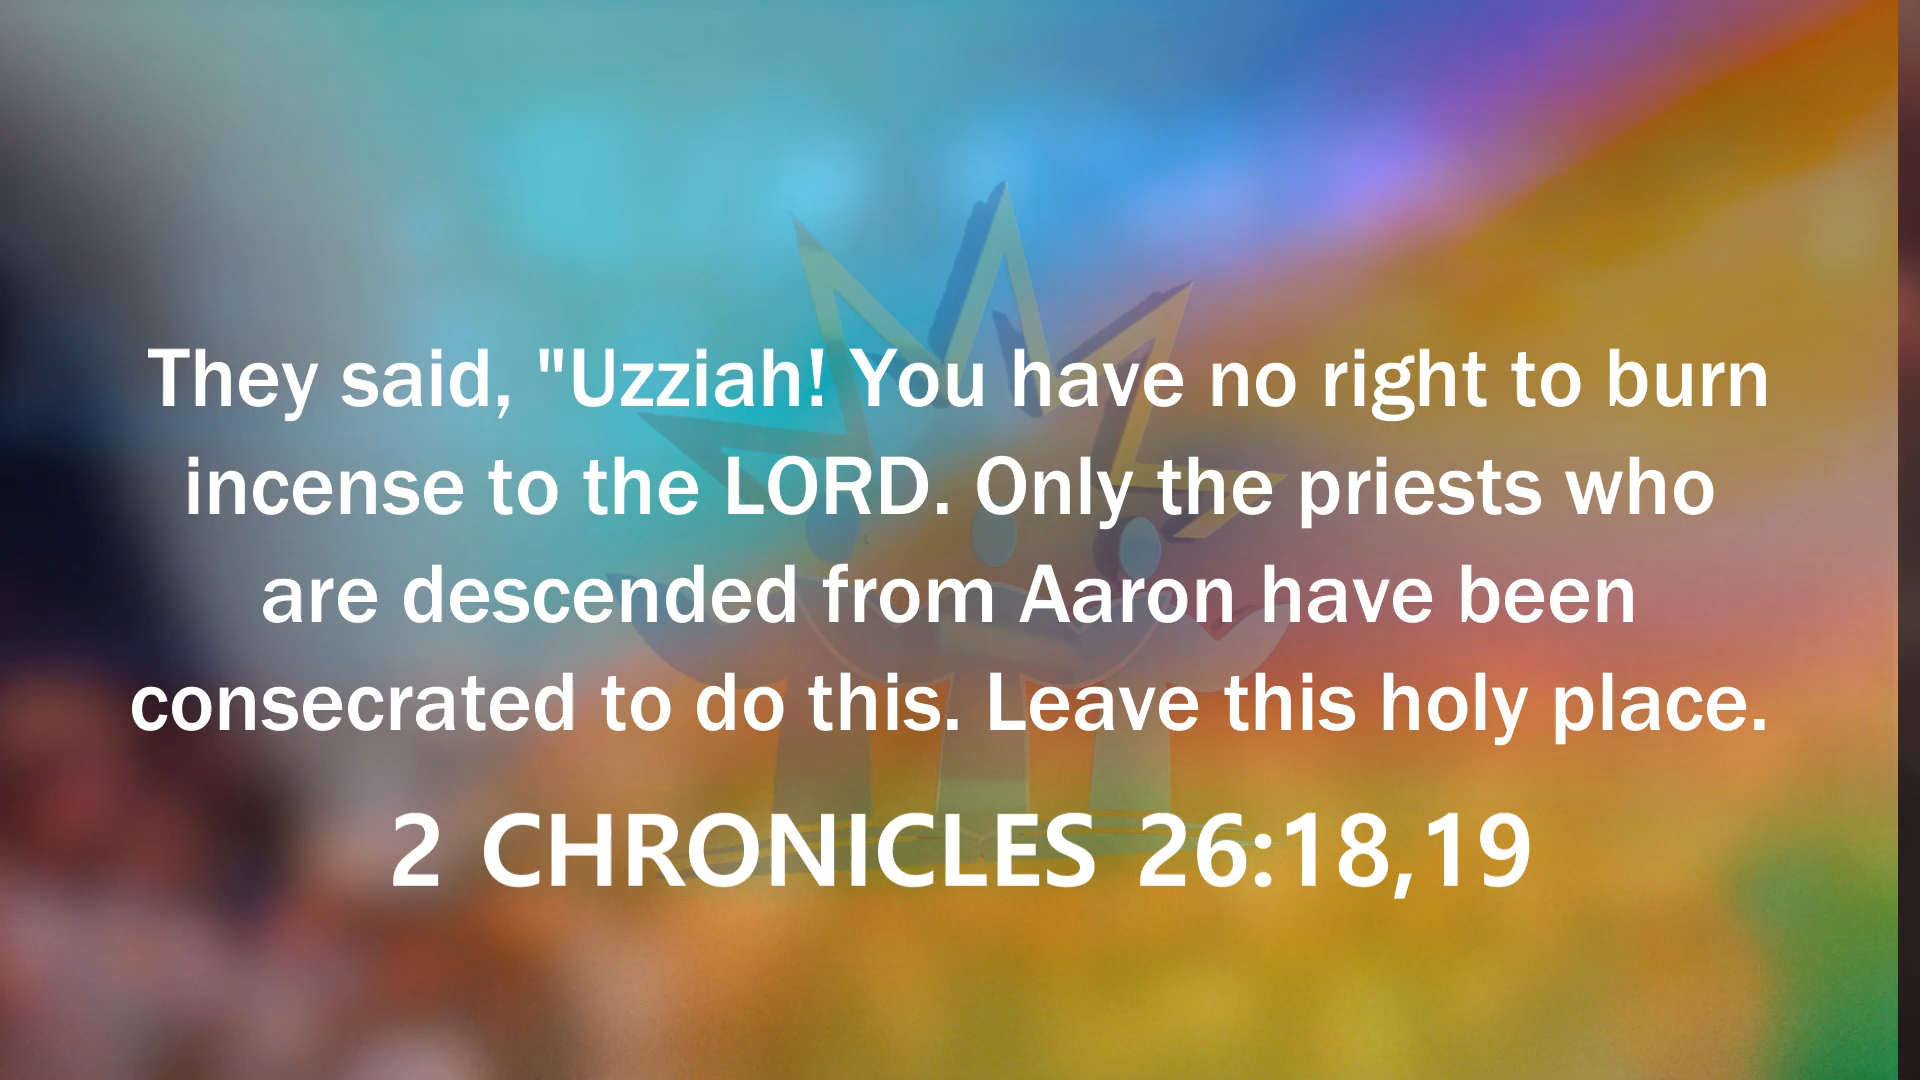 They said, "Uzziah! You have no right to burn
incense to the LORD. Only the priests who
are descended from Aaron have been
consecrated to do this. Leave this holy place.
2 CHRONICLES 26:18,19